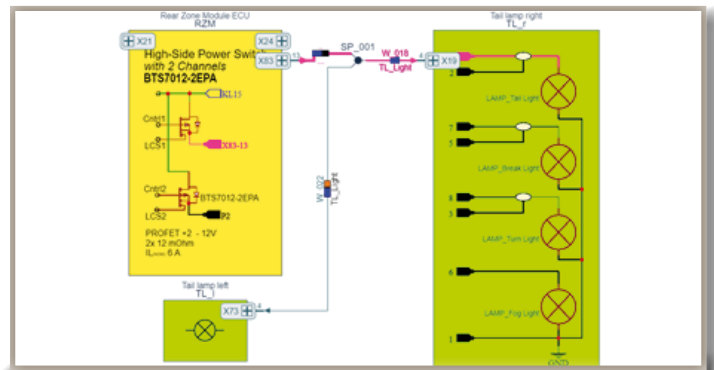 Rear Zone Module ECU
RZM
X21
X24
X83
13
High-Side Power Switch
with 2 Channels
BTS7012-2EPA
KL15
Cntrl1
LCS1
X83-13
Cntrl2
LCS2
BTS7012-2EPA
P2
PROFET +2 - 12V
2x 12 mOhm
SP_001
W_018
TL_Light
4
X19
W_022
TL_Light
Tail lamp left
TL_l
X73
4
Tail lamp right
TL_r
2
LAMP_Tail Light
7
5
LAMP_Break Light
8
3
LAMP_Turn Light
6
LAMP_Fog Light
1
GND